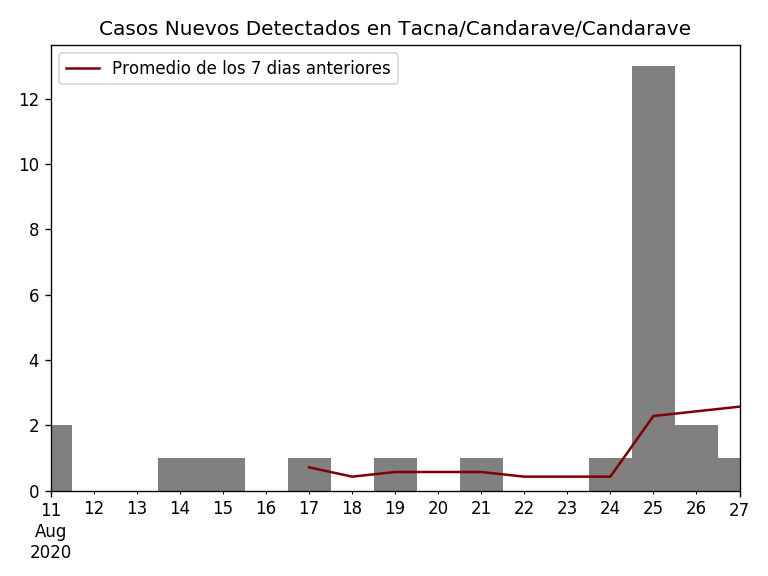 Casos Nuevos Detectados en Tacna/Candarave/Candarave
Promedio de los 7 dias anteriores
12
10
8
6
4
2
0
11 12 13 14 15 16 17 18 19 20 21 22 23 24 25 26 27
Aug
2020